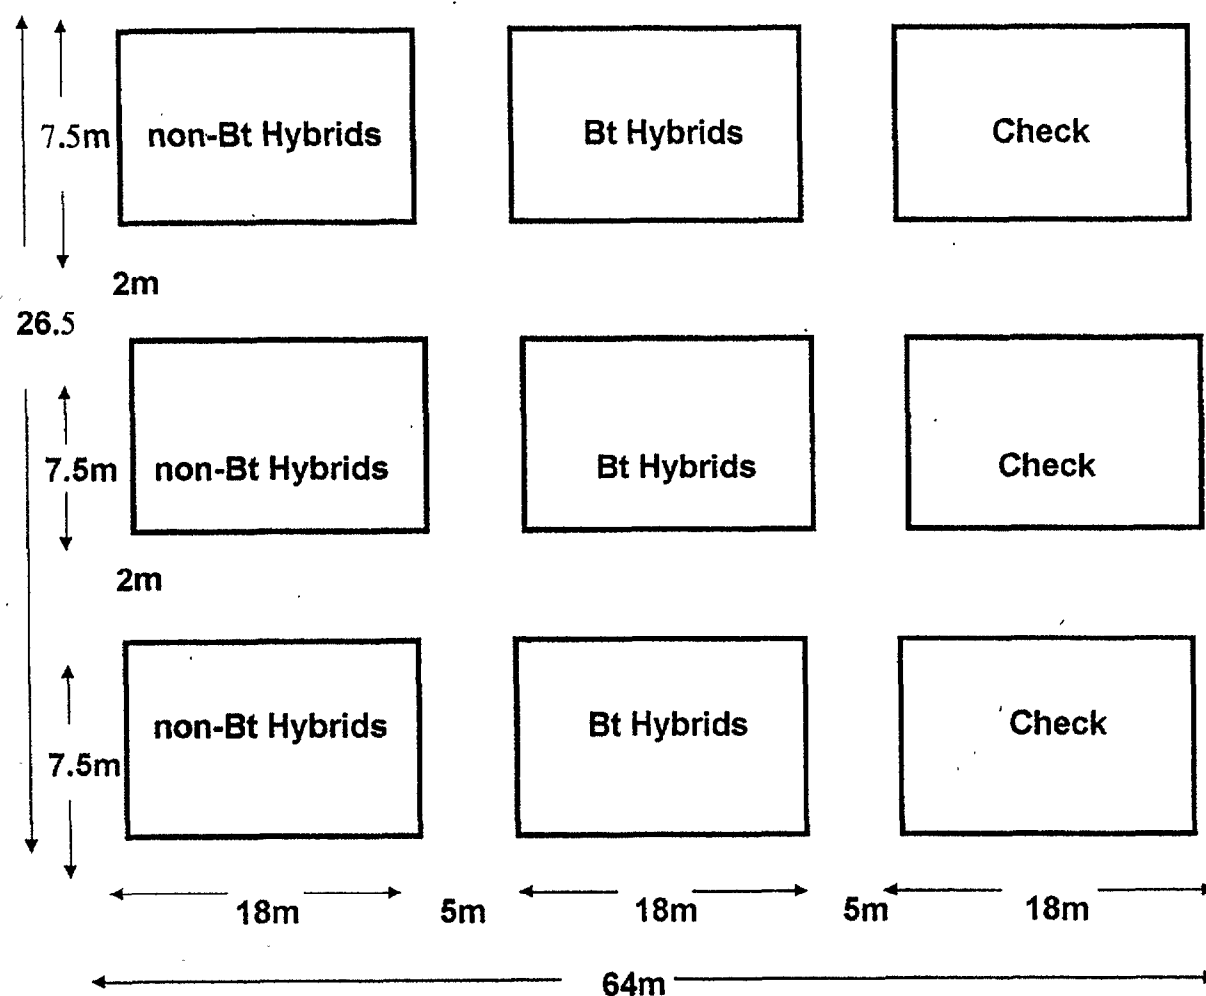 7.5m non-Bt Hybrids Bt Hybrids Check
2m
26.5
7.5m non-Bt Hybrids Bt Hybrids Check
2m
non-Bt Hybrids Bt Hybrids Check
7.5m
18m 5m 18m 5m 18m
64m